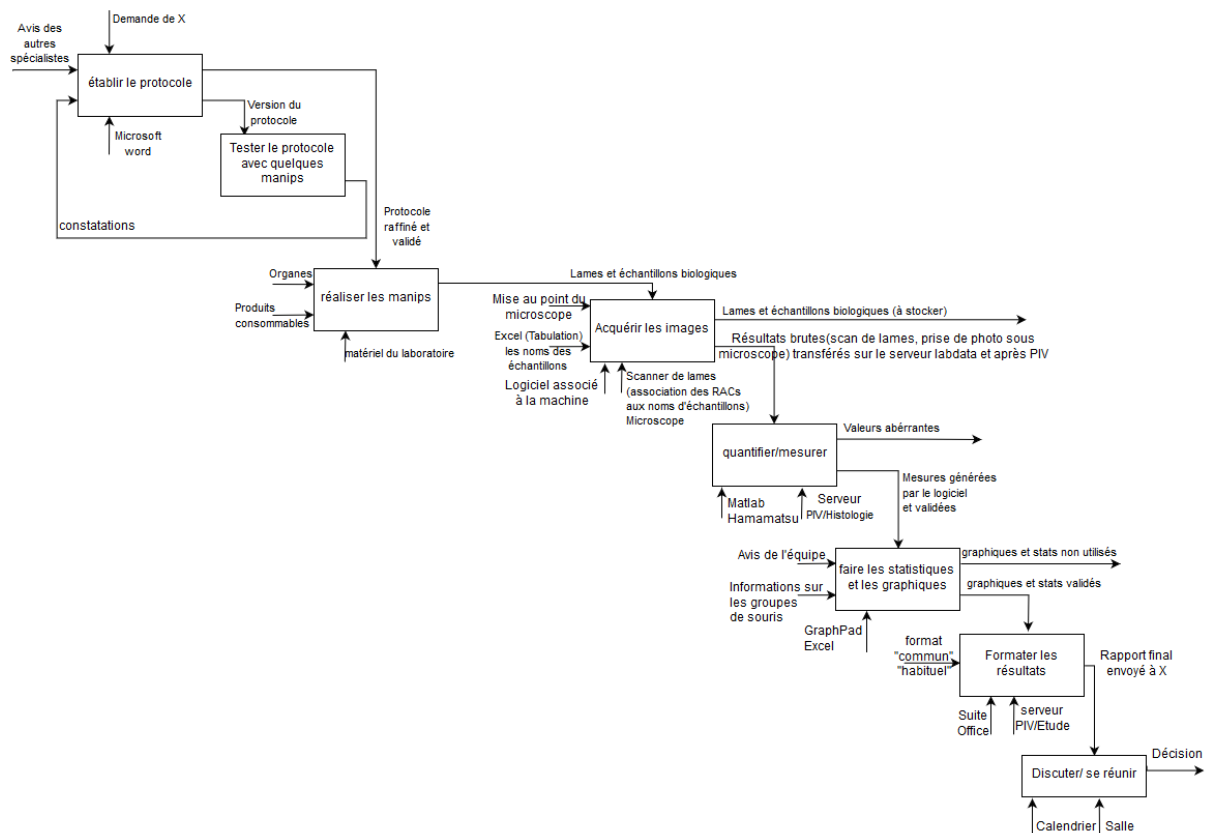 Demande de X
Avis des
autres
spécialistes
établir le protocole
Version du
protocole
Microsoft
word
Tester le protocole
avec quelques
manips
constatations
Protocole
raffiné et
validé
Organes
Produits
consommables
réaliser les manips
matériel du laboratoire
Lames et échantillons biologiques
Mise au point du
microscope
Excel (Tabulation)
les noms des
échantillons
Acquérir les images
Logiciel associé
à la machine
Scanner de lames
(association des RACs
aux noms d'échantillons)
Microscope
Lames et échantillons biologiques (à stocker)
Résultats brutes(scan de lames, prise de photo sous
microscope) transférés sur le serveur labdata et après PIV
quantifier/mesurer
Valeurs abérrantes
Matlab
Hamamatsu
Serveur
PIV/Histologie
Mesures générées
par le logiciel
et validées
Avis de l'équipe
Informations sur
les groupes
de souris
faire les statistiques
et les graphiques
graphiques et stats non utilisés
graphiques et stats validés
GraphPad
Excel
format
"commun"
"habituel"
Formater les
résultats
Rapport final
envoyé à X
Suite
Office
serveur
PIV/Etude
Discuter/ se réunir
Décision
Calendrier
Salle